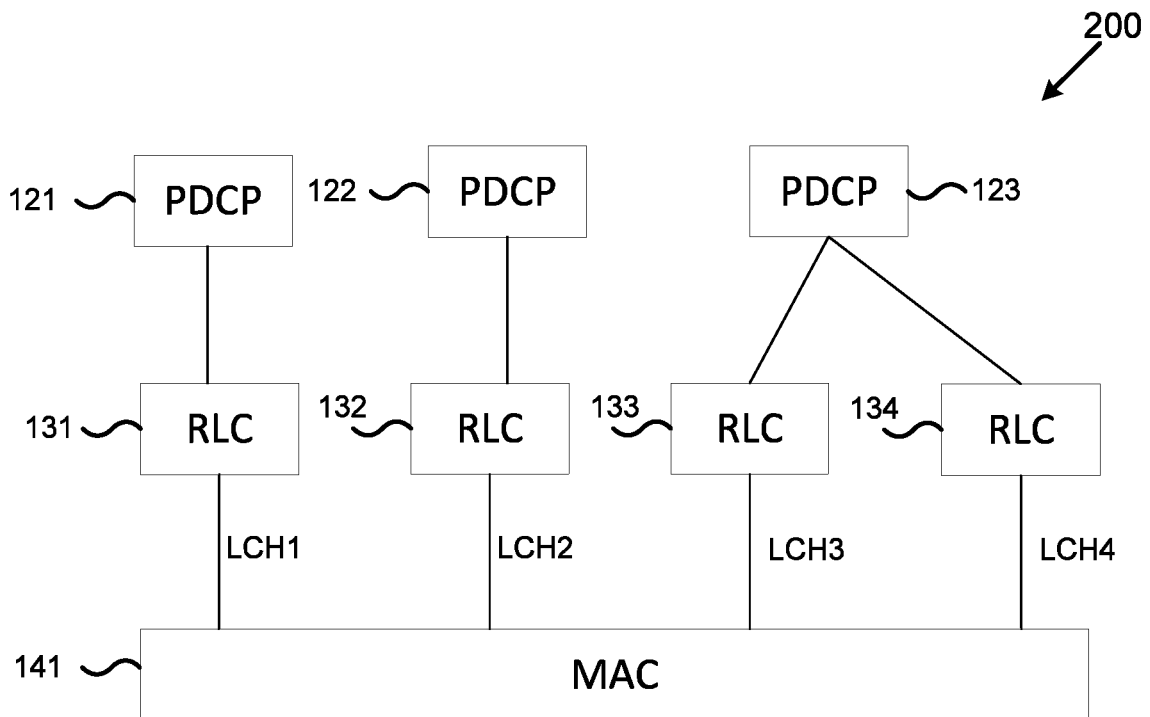 200
121 PDCP
122 PDCP
PDCP 123
131 RLC
132 RLC
133 RLC
134 RLC
LCH1
LCH2
LCH3
LCH4
141 MAC